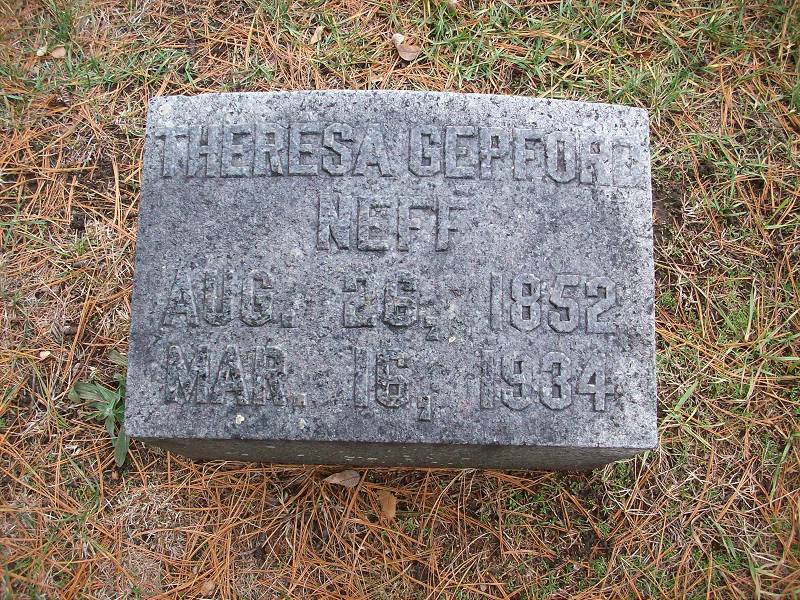 THERESA GEPFORD
NEFF
AUG. 26, 1852
MAR. 16, 1934